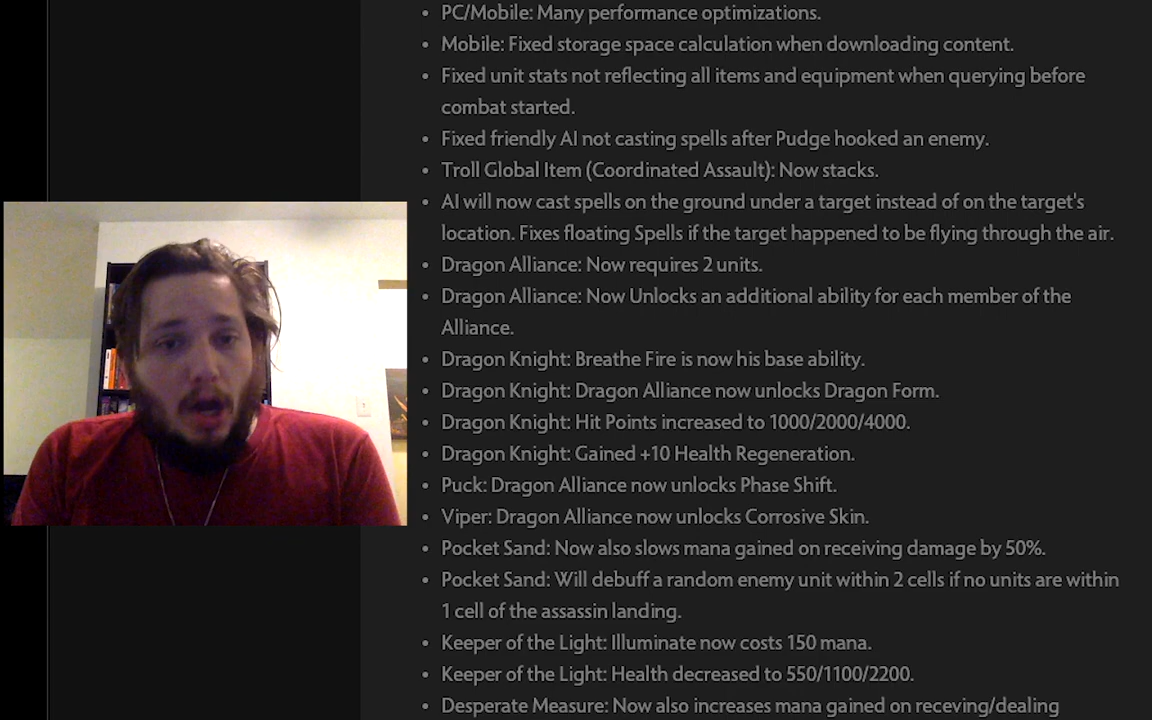 • PC/Mobile: Many performance optimizations.
• Mobile: Fixed storage space calculation when downloading content.
• Fixed unit stats not reflecting all items and equipment when querying before
combat started.
• Fixed friendly AI not casting spells after Pudge hooked an enemy.
• Troll Global Item (Coordinated Assault): Now stacks.
• AI will now cast spells on the ground under a target instead of on the target's
location. Fixes floating Spells if the target happened to be flying through the air.
• Dragon Alliance: Now requires 2 units.
• Dragon Alliance: Now Unlocks an additional ability for each member of the
Alliance.
• Dragon Knight: Breathe Fire is now his base ability.
• Dragon Knight: Dragon Alliance now unlocks Dragon Form.
• Dragon Knight: Hit Points increased to 1000/2000/4000.
• Dragon Knight: Gained +10 Health Regeneration.
• Puck: Dragon Alliance now unlocks Phase Shift.
• Viper: Dragon Alliance now unlocks Corrosive Skin.
• Pocket Sand: Now also slows mana gained on receiving damage by 50%.
• Pocket Sand: Will debuff a random enemy unit within 2 cells if no units are within
1 cell of the assassin landing.
• Keeper of the Light: Illuminate now costs 150 mana.
• Keeper of the Light: Health decreased to 550/1100/2200.
• Desperate Measure: Now also increases mana gained on receving/dealing